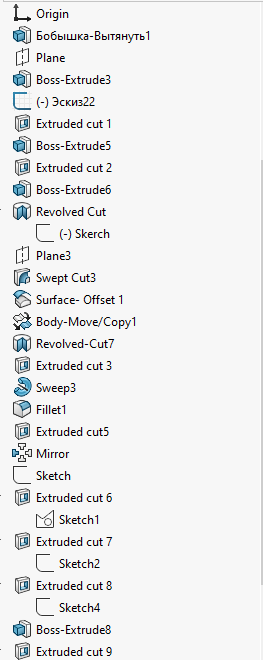 Origin
Бобышка-Вытянуть1
Plane
Boss-Extrude3
(-) Эскиз22
Extruded cut 1
Boss-Extrude5
Extruded cut 2
Boss-Extrude6
Revolved Cut
(-) Skerch
Plane3
Swept Cut3
Surface- Offset 1
Body-Move/Copy1
Revolved-Cut7
Extruded cut 3
Sweep3
Fillet1
Extruded cut5
Mirror
Sketch
Extruded cut 6
Sketch1
Extruded cut 7
Sketch2
Extruded cut 8
Sketch4
Boss-Extrude8
Extruded cut 9